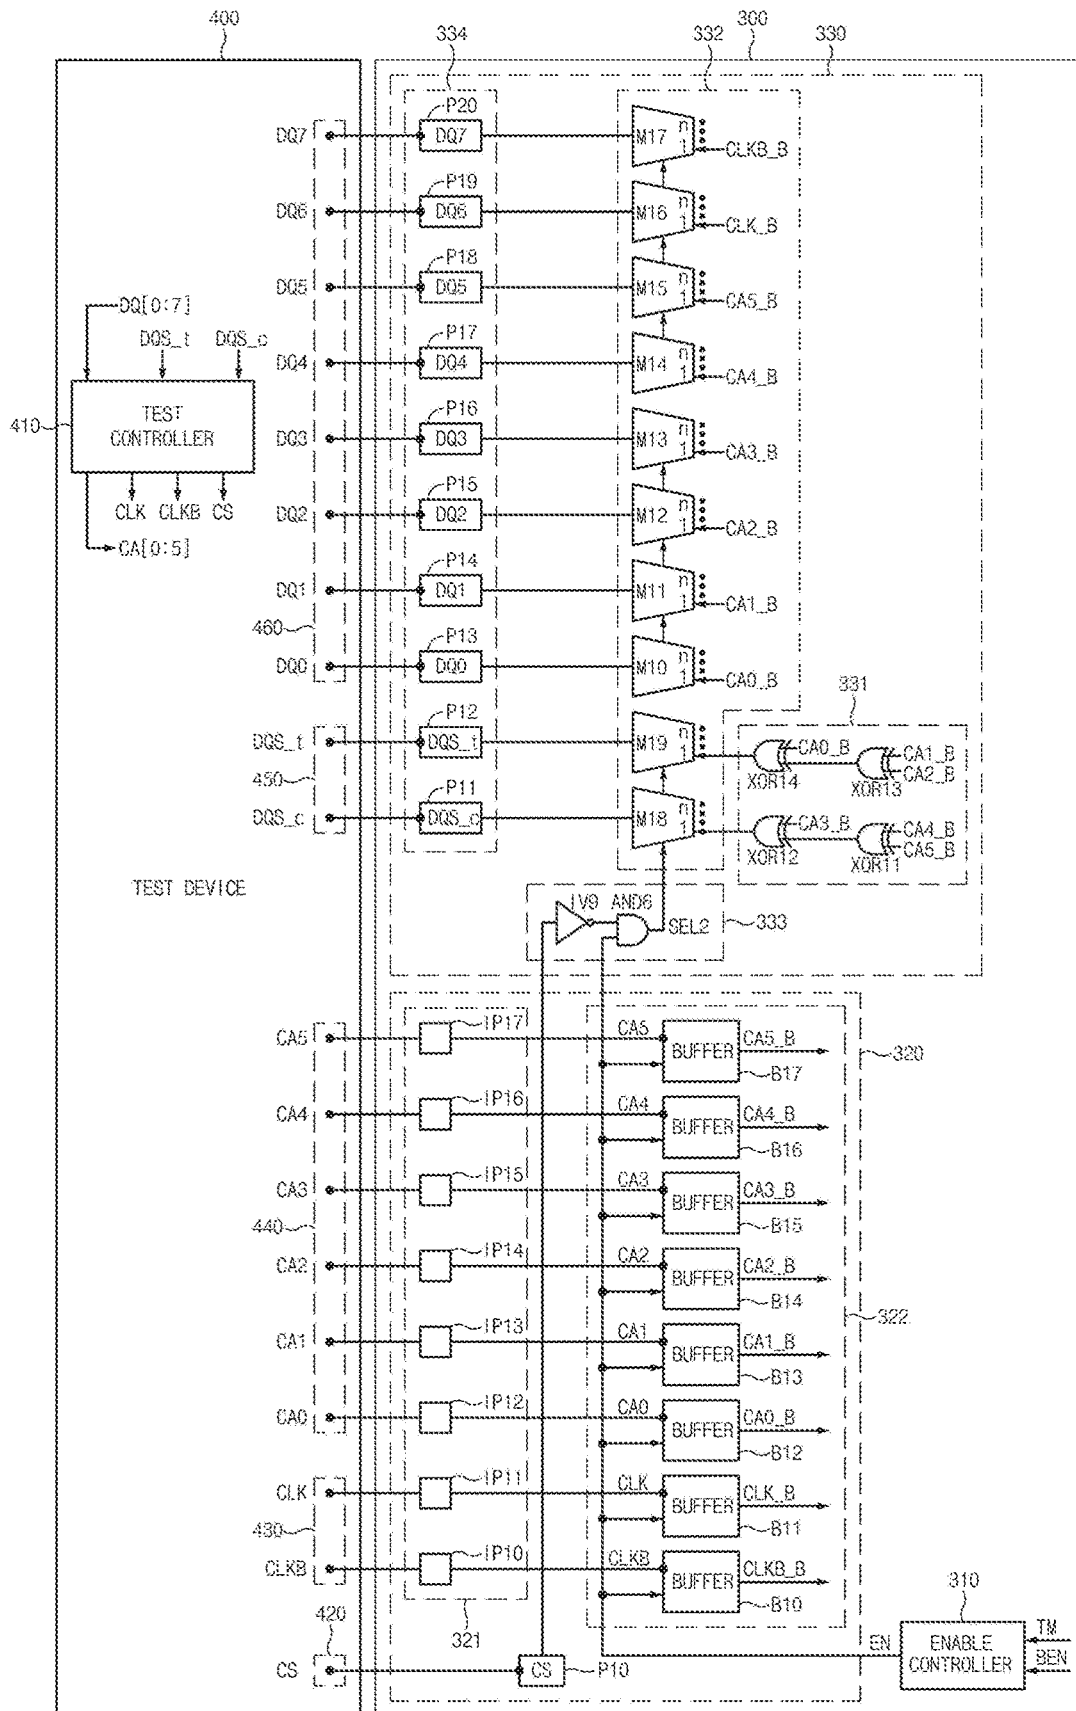 400
334
332
300
330
P20
DQ7
DQ7
M17
n
1
CLKB_B
P19
DQ6
DQ6
M16
n
1
CLK_B
P18
DQ5
DQ5
M15
n
1
CA5_B
DQ[0:7]
DQS_t
DQS_c
P17
DQ4
DQ4
M14
n
1
CA4_B
410
TEST
CONTROLLER
P16
DQ3
DQ3
M13
n
1
CA3_B
CLK
CLKB
CS
P15
DQ2
DQ2
M12
n
1
CA2_B
CA[0:5]
P14
DQ1
DQ1
M11
n
1
CA1_B
460
P13
DQ0
DQ0
M10
n
1
CA0_B
331
P12
DQS_t
DQS_t
M19
n
1
CA0_B
CA1_B
CA2_B
XOR14
XOR13
450
P11
DQS_c
DQS_c
M18
n
1
CA3_B
CA4_B
CA5_B
XOR12
XOR11
TEST DEVICE
IV9
AND6
SEL2
333
CA5
IP17
CA5
BUFFER
CA5_B
B17
320
CA4
IP16
CA4
BUFFER
CA4_B
B16
CA3
IP15
CA3
BUFFER
CA3_B
B15
440
CA2
IP14
CA2
BUFFER
CA2_B
B14
322
CA1
IP13
CA1
BUFFER
CA1_B
B13
CA0
IP12
CA0
BUFFER
CA0_B
B12
CLK
IP11
CLK
BUFFER
CLK_B
B11
430
CLKB
IP10
CLKB
BUFFER
CLKB_B
B10
310
420
321
EN
ENABLE
CONTROLLER
TM
BEN
CS
CS
P10